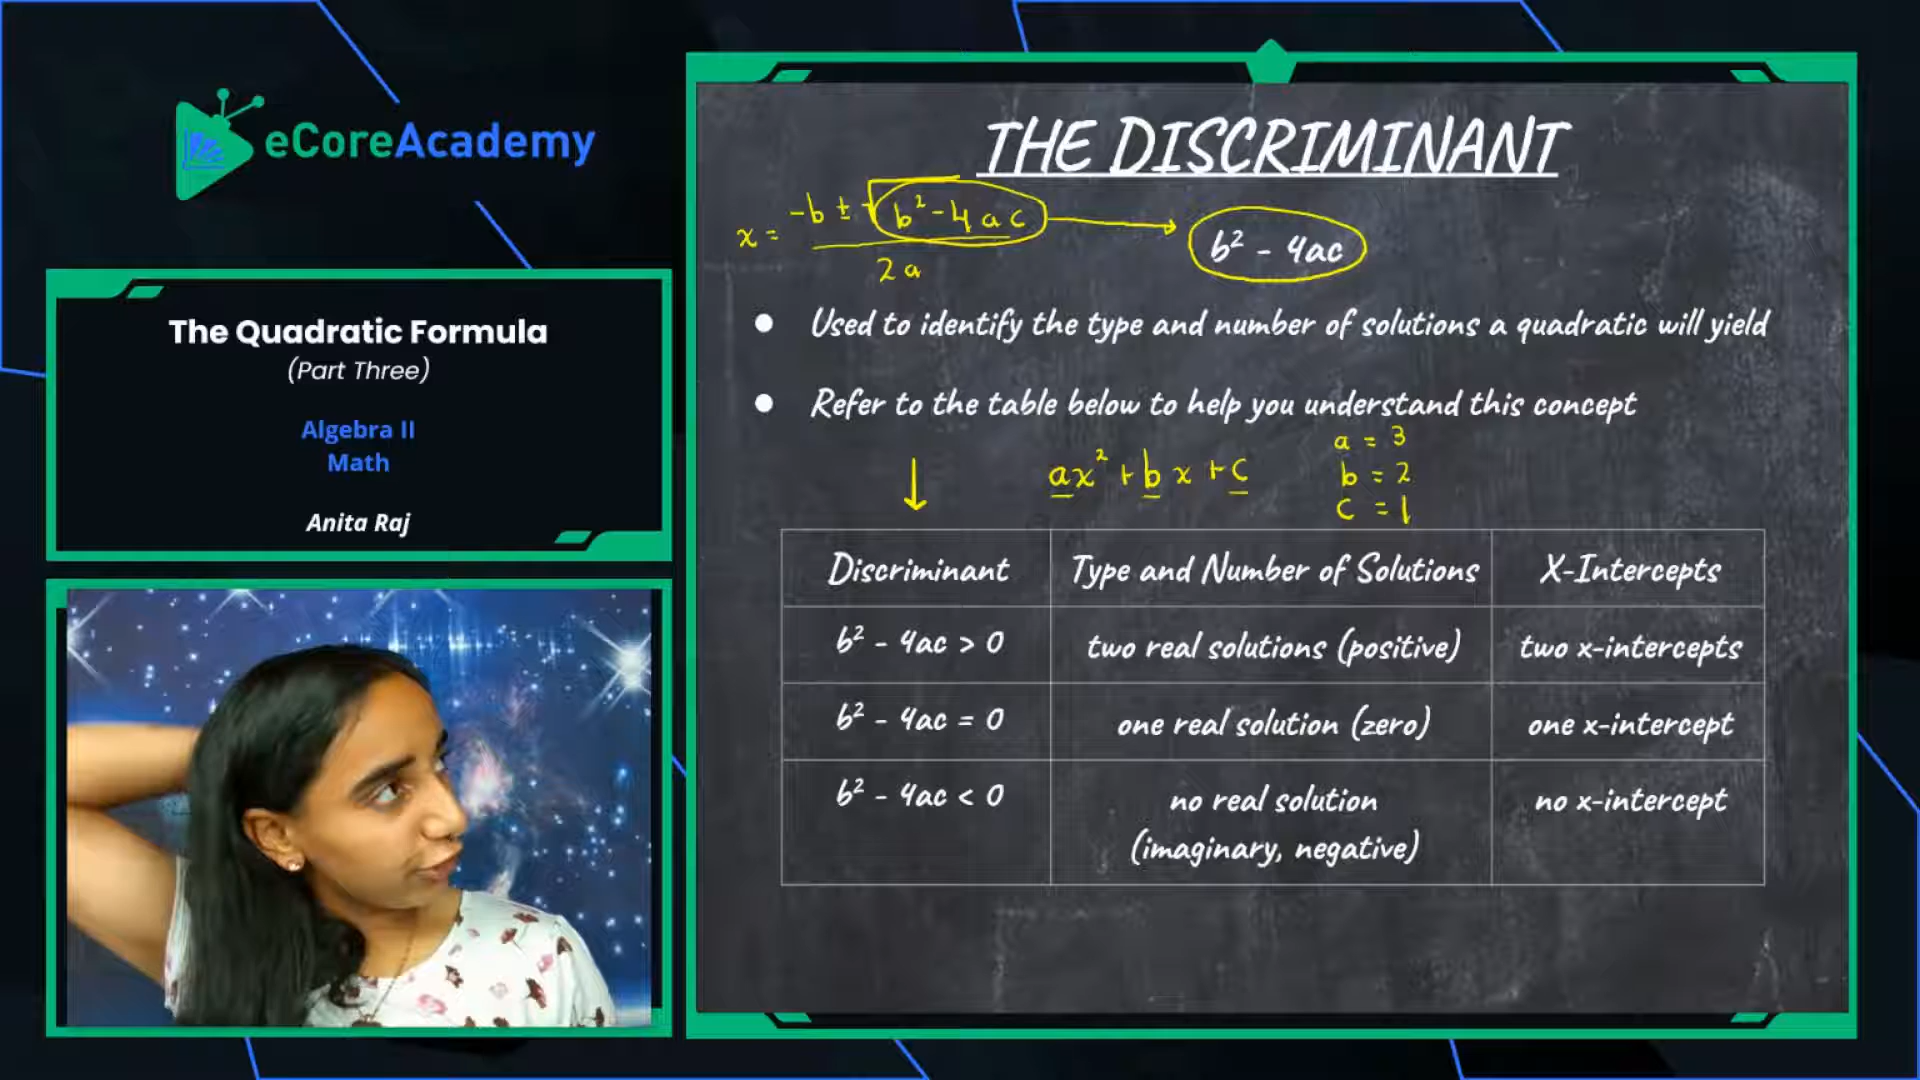 eCoreAcademy
The Quadratic Formula
(Part Three)
Algebra II
Math
Anita Raj
THE DISCRIMINANT
x = -b ± √b² - 4ac
2a
b² - 4ac
● Used to identify the type and number of solutions a quadratic will yield
● Refer to the table below to help you understand this concept
↓ ax² + bx + c
a = 3
b = 2
c = 1
Discriminant Type and Number of Solutions X-Intercepts
b² - 4ac > 0 two real solutions (positive) two x-intercepts
b² - 4ac = 0 one real solution (zero) one x-intercept
b² - 4ac < 0 no real solution no x-intercept
(imaginary, negative)